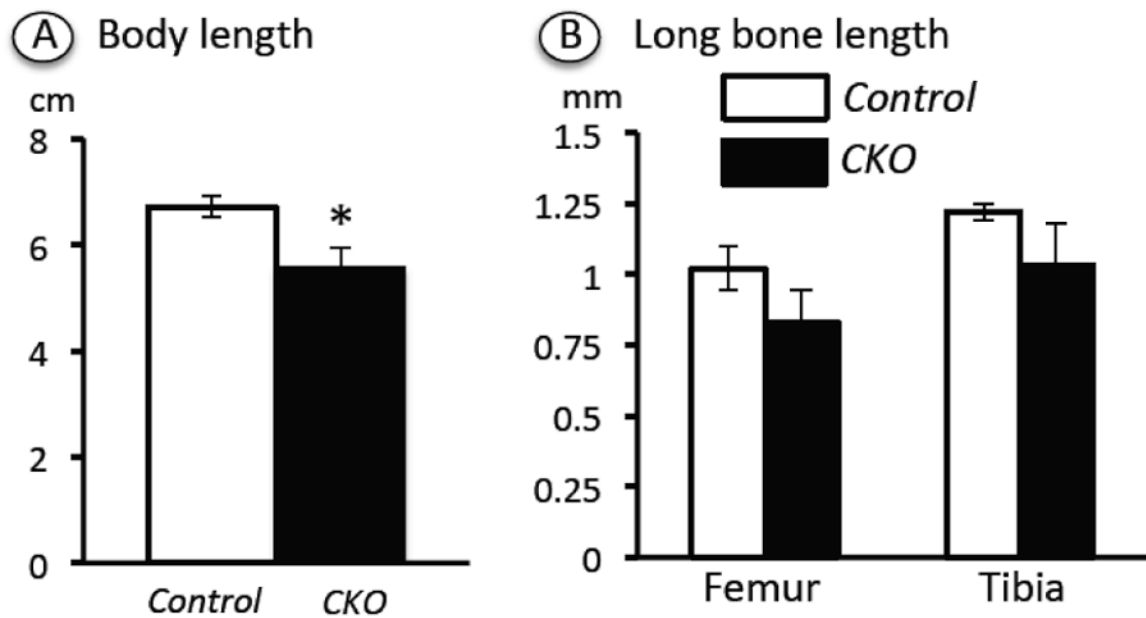 A Body length
cm
8
6
4
2
0
*
Control CKO
B Long bone length
mm
Control
CKO
1.5
1.25
1
0.75
0.5
0.25
0
Femur Tibia